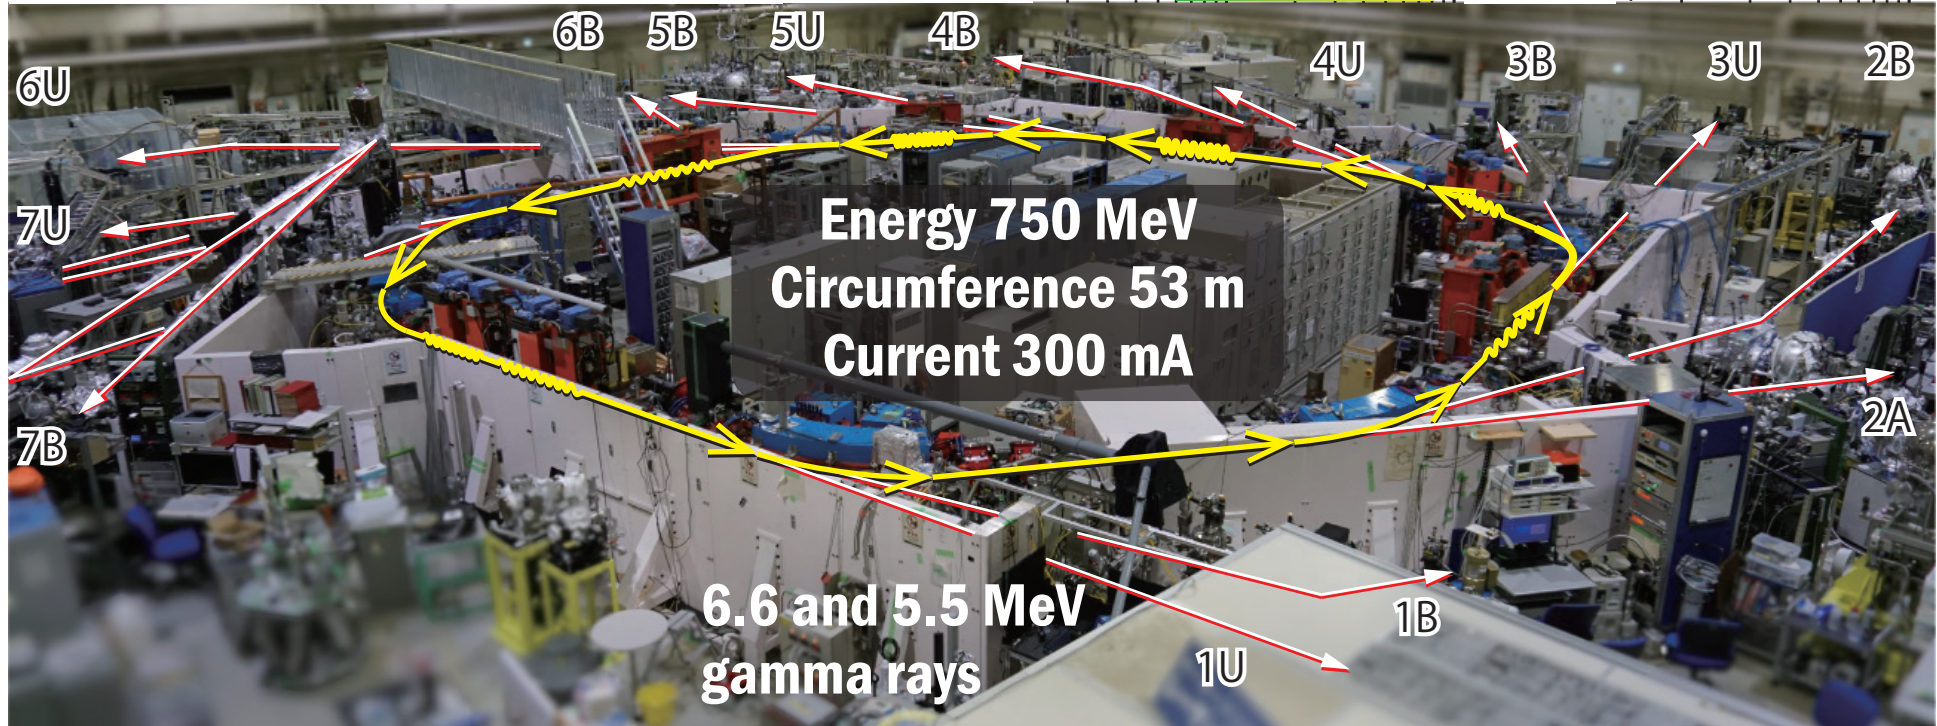 6B 5B 5U 4B 4U 3B 3U 2B
6U
7U
Energy 750 MeV
Circumference 53 m
Current 300 mA
7B
2A
6.6 and 5.5 MeV
gamma rays
1B
1U